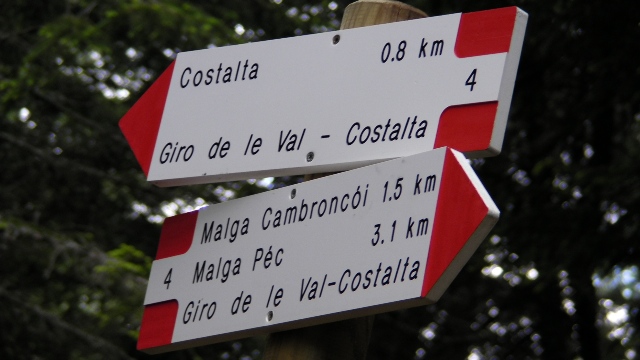 Costalta 0.8 km
4
Giro de le Val - Costalta
Malga Cambroncói 1.5 km
4 Malga Péc 3.1 km
Giro de le Val-Costalta